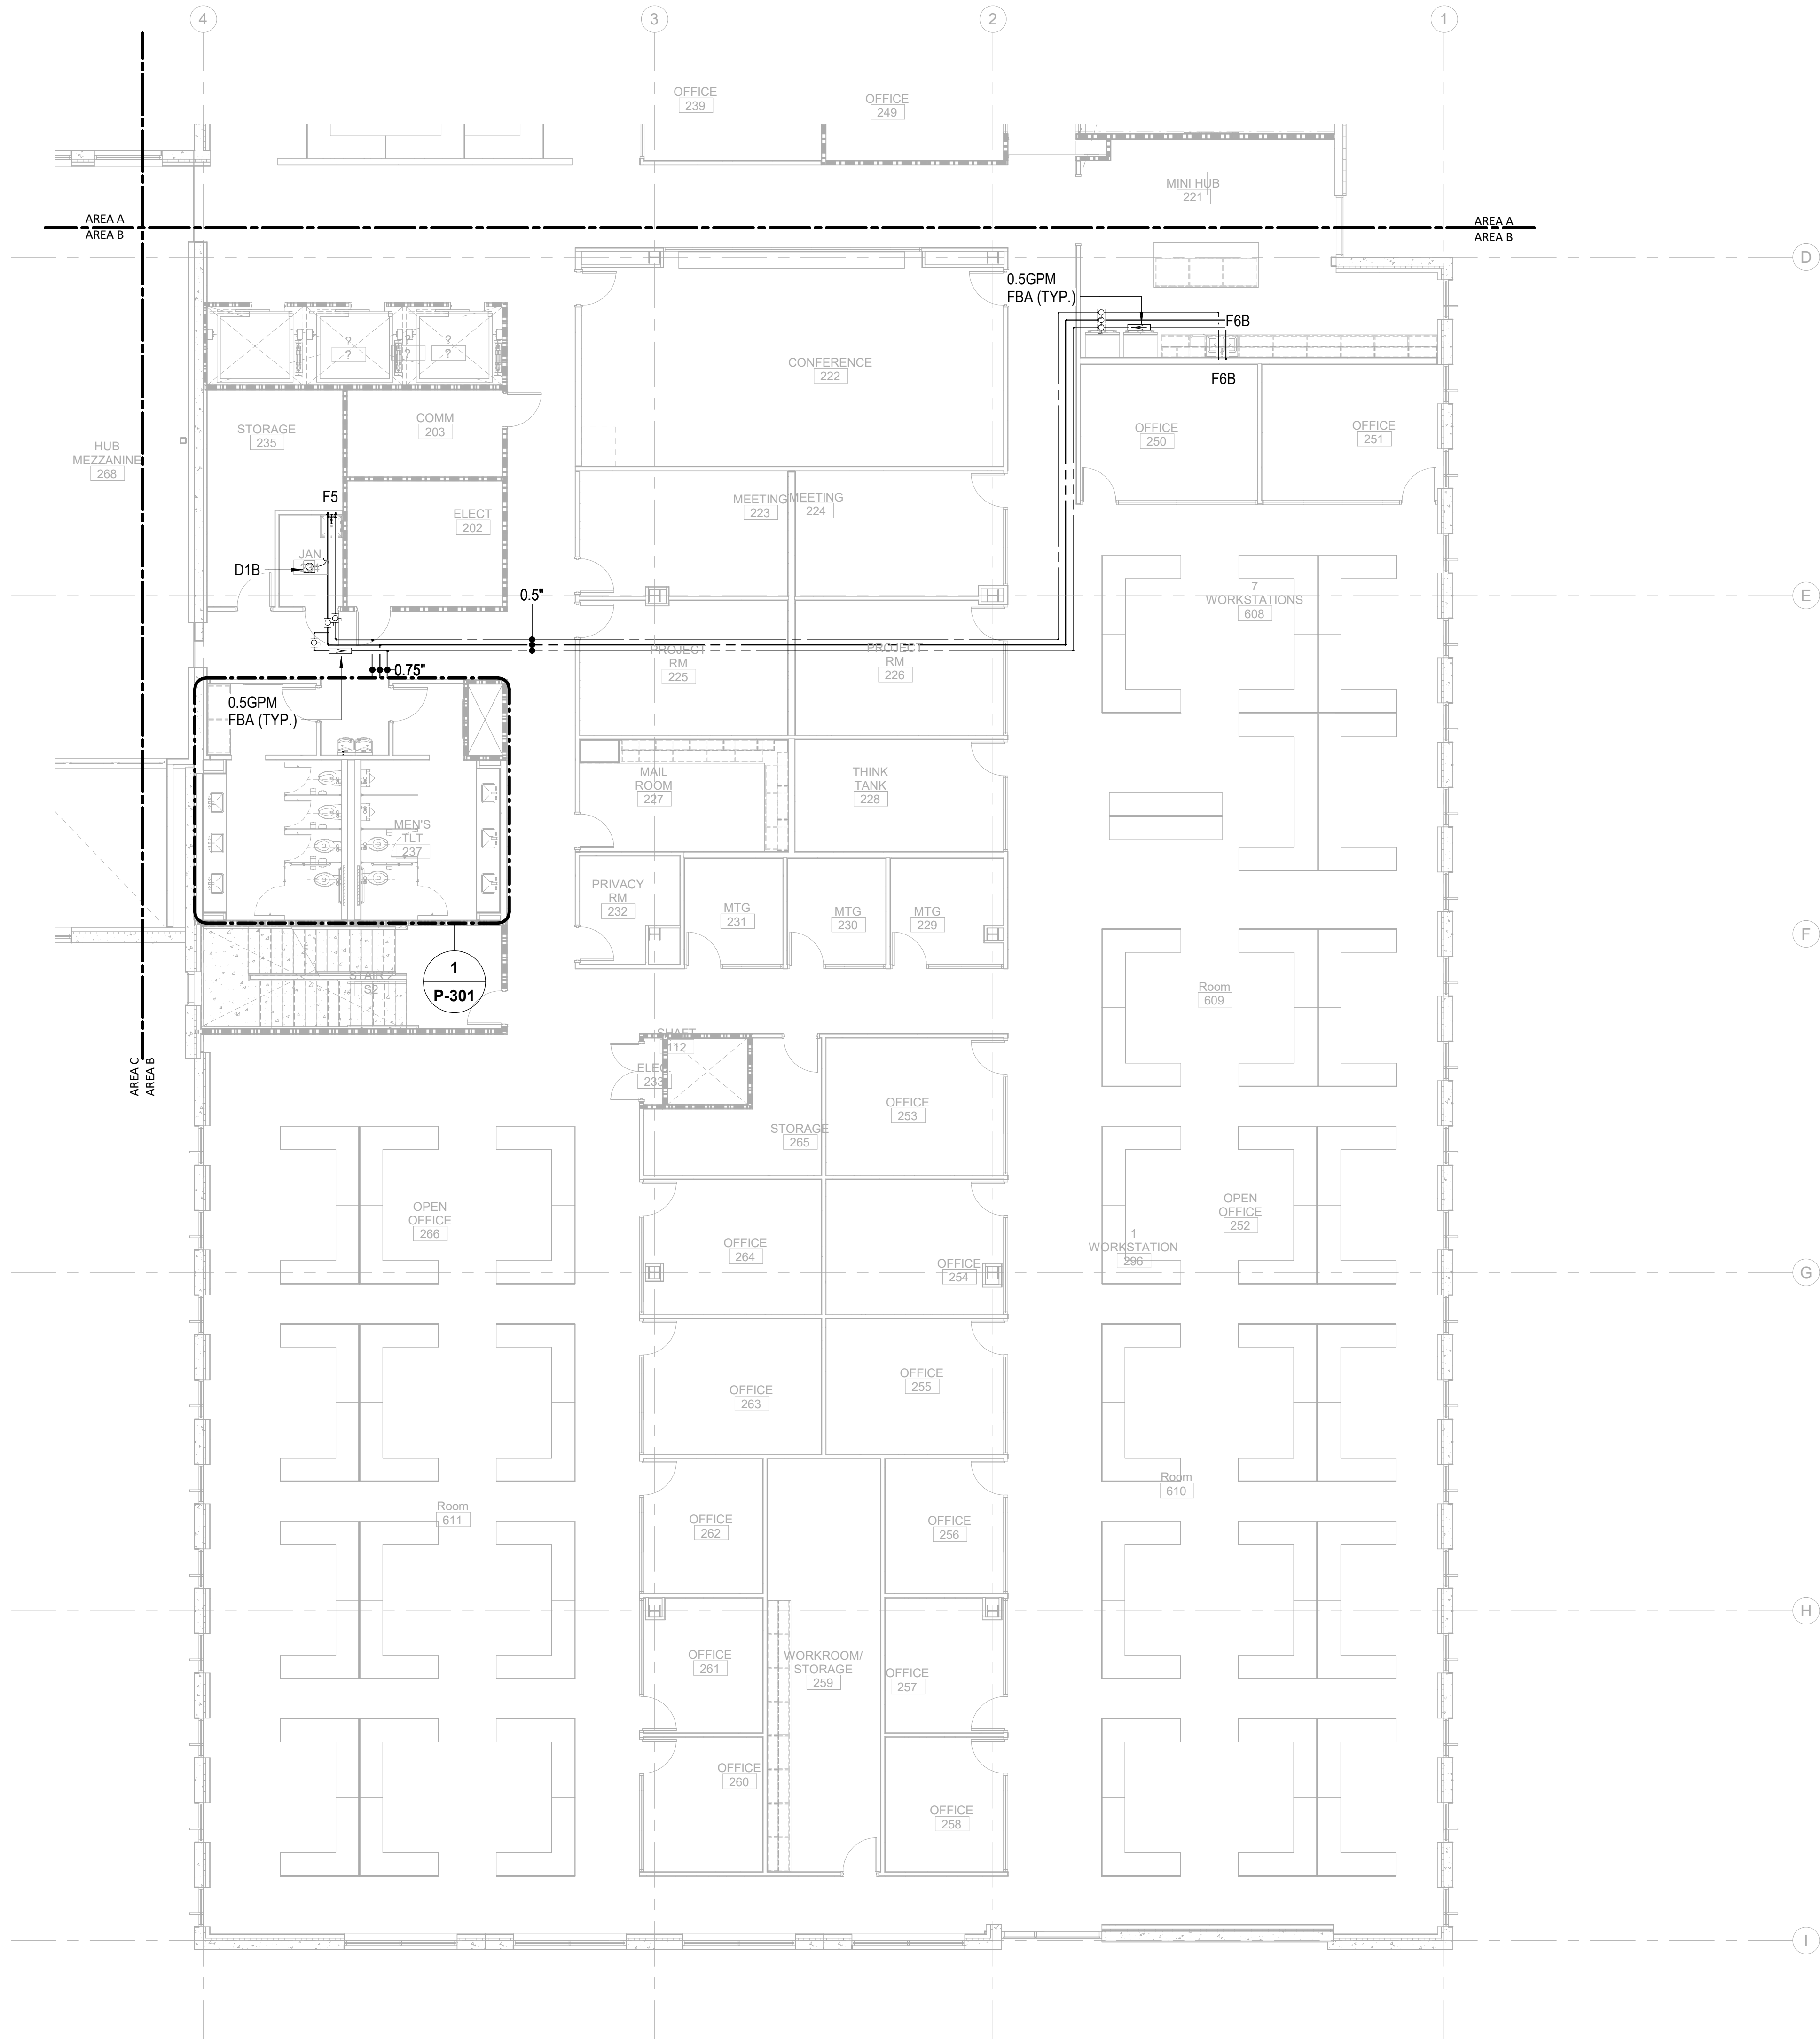 4
3
2
1
OFFICE
239
OFFICE
249
MINI HUB
221
AREA A
AREA B
AREA A
AREA B
D
0.5GPM
FBA (TYP.)
F6B
F6B
?
?
?
?
?
?
CONFERENCE
222
COMM
203
STORAGE
235
HUB
MEZZANINE
268
OFFICE
250
OFFICE
251
F5
ELECT
202
MEETING
223
MEETING
224
JAN
D1B
0.5"
7
WORKSTATIONS
608
E
PROJECT
RM
225
PROJECT
RM
226
0.75"
0.5GPM
FBA (TYP.)
MAIL
ROOM
227
THINK
TANK
228
MEN'S
TLT
237
PRIVACY
RM
232
MTG
231
MTG
230
MTG
229
F
1
P-301
STAIR 2
S2
Room
609
AREA C
AREA B
SHAFT
112
ELEC
233
OFFICE
253
STORAGE
265
OPEN
OFFICE
266
OPEN
OFFICE
252
1
WORKSTATION
296
OFFICE
264
OFFICE
254
G
OFFICE
263
OFFICE
255
Room
610
Room
611
OFFICE
262
OFFICE
256
H
OFFICE
261
WORKROOM/
STORAGE
259
OFFICE
257
OFFICE
260
OFFICE
258
I